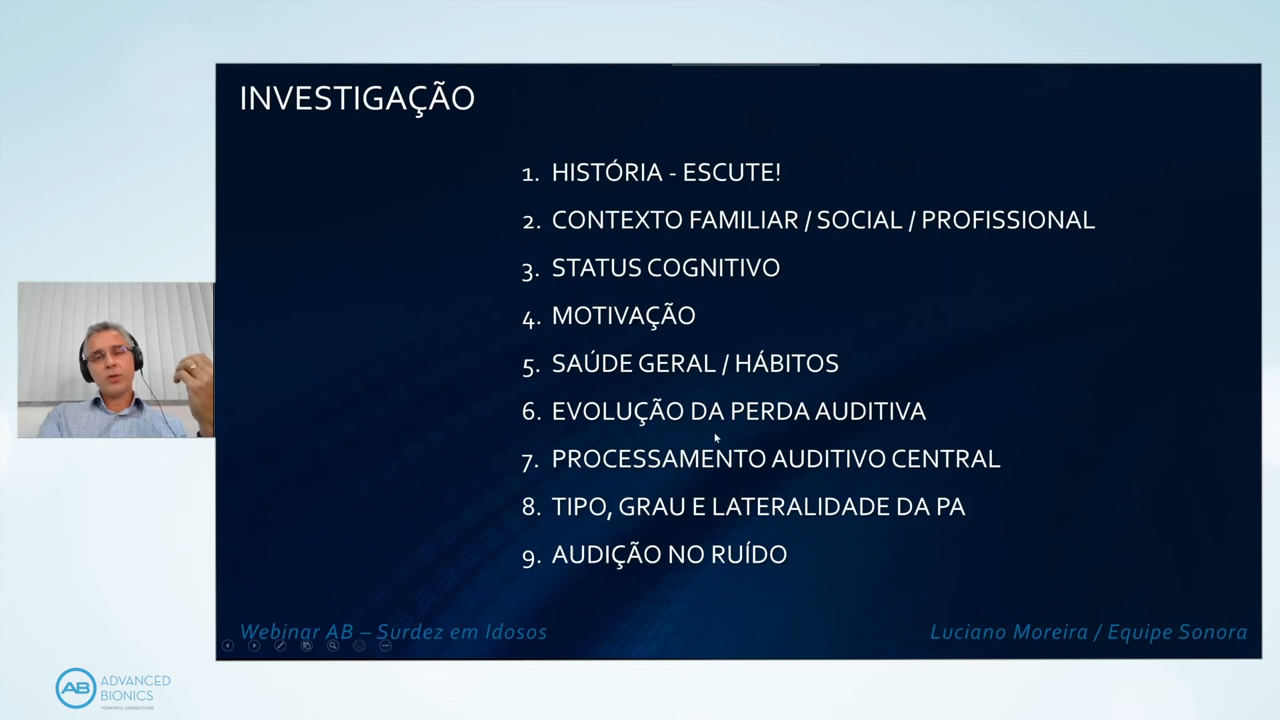 INVESTIGAÇÃO
1. HISTÓRIA - ESCUTE!
2. CONTEXTO FAMILIAR / SOCIAL / PROFISSIONAL
3. STATUS COGNITIVO
4. MOTIVAÇÃO
5. SAÚDE GERAL / HÁBITOS
6. EVOLUÇÃO DA PERDA AUDITIVA
7. PROCESSAMENTO AUDITIVO CENTRAL
8. TIPO, GRAU E LATERALIDADE DA PA
9. AUDIÇÃO NO RUÍDO
Webinar AB – Surdez em Idosos
Luciano Moreira / Equipe Sonora
AB ADVANCED
BIONICS
POWERFUL CONNECTIONS